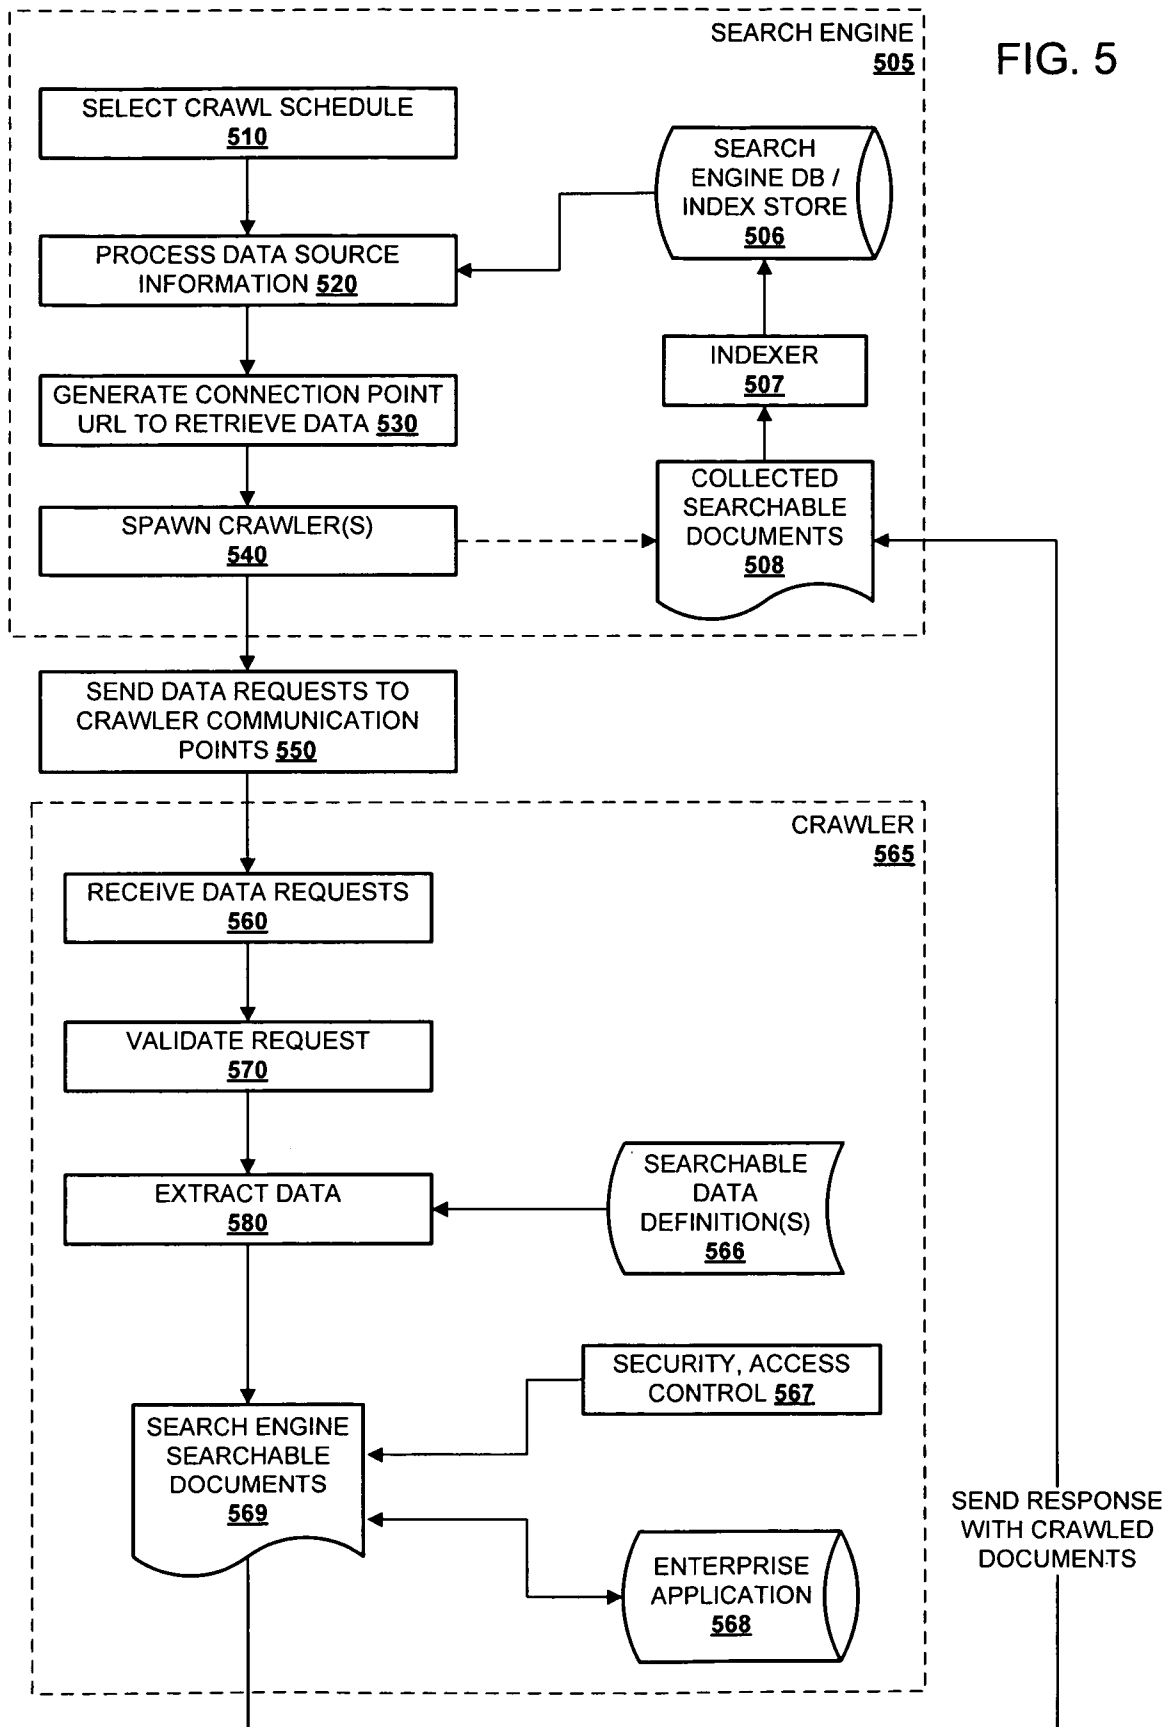 SEARCH ENGINE
505
FIG. 5
SELECT CRAWL SCHEDULE
510
SEARCH
ENGINE DB /
INDEX STORE
506
PROCESS DATA SOURCE
INFORMATION 520
INDEXER
507
GENERATE CONNECTION POINT
URL TO RETRIEVE DATA 530
COLLECTED
SEARCHABLE
DOCUMENTS
508
SPAWN CRAWLER(S)
540
SEND DATA REQUESTS TO
CRAWLER COMMUNICATION
POINTS 550
CRAWLER
565
RECEIVE DATA REQUESTS
560
VALIDATE REQUEST
570
EXTRACT DATA
580
SEARCHABLE
DATA
DEFINITION(S)
566
SECURITY, ACCESS
CONTROL 567
SEARCH ENGINE
SEARCHABLE
DOCUMENTS
569
ENTERPRISE
APPLICATION
568
SEND RESPONSE
WITH CRAWLED
DOCUMENTS